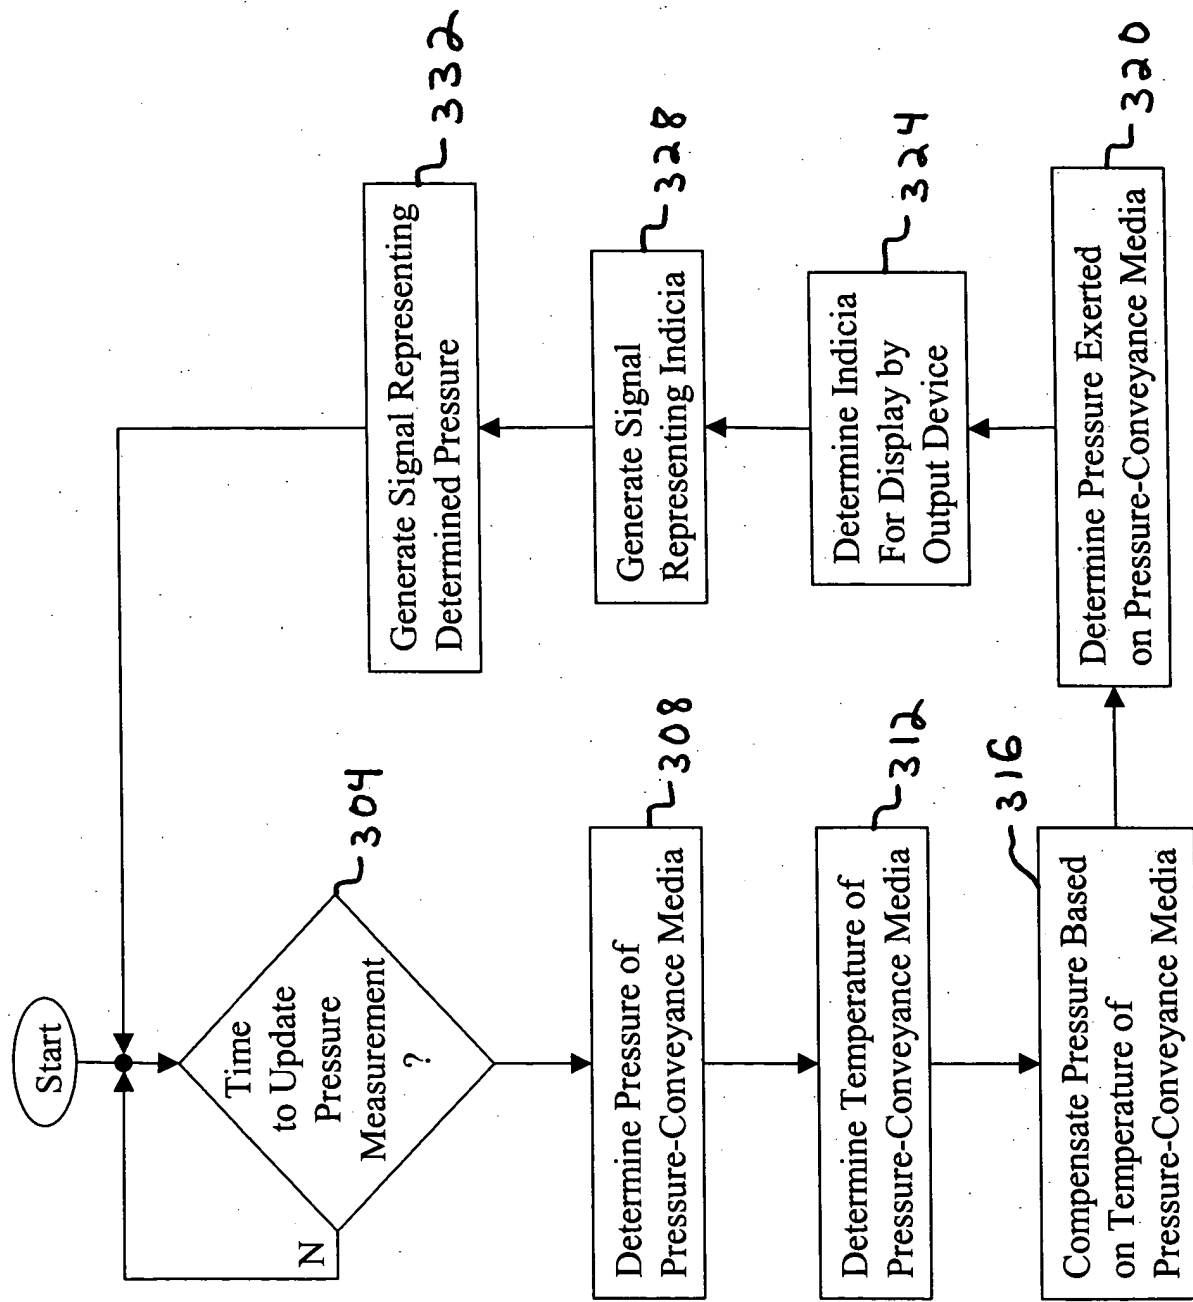 Start
Time
to Update
Pressure
Measurement
?
304
N
Determine Pressure of
Pressure-Conveyance Media
308
Determine Temperature of
Pressure-Conveyance Media
312
Compensate Pressure Based
on Temperature of
Pressure-Conveyance Media
316
Determine Pressure Exerted
on Pressure-Conveyance Media
320
Determine Indicia
For Display by
Output Device
324
Generate Signal
Representing Indicia
328
Generate Signal Representing
Determined Pressure
332